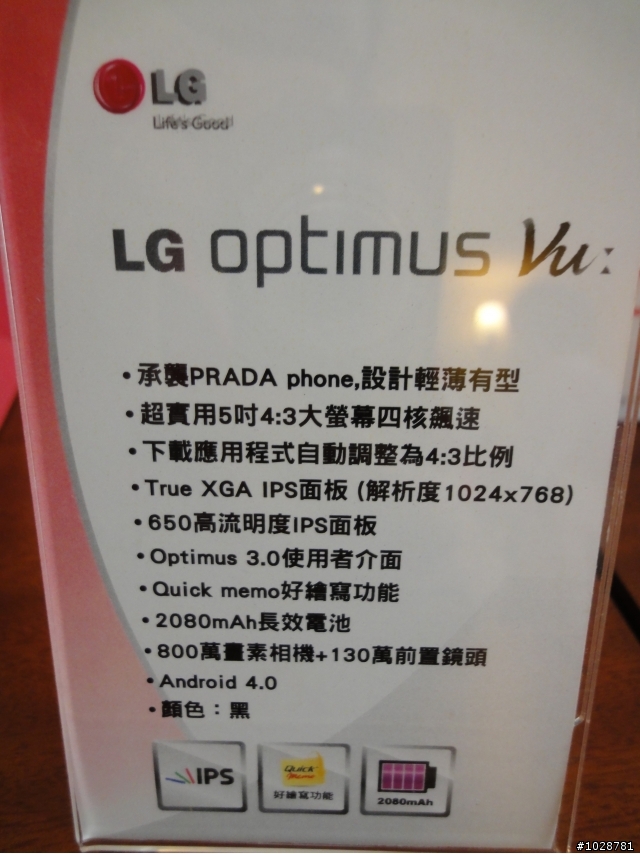 LG
Life's Good
LG optimus Vu:
•承襲PRADA phone,設計輕薄有型
•超實用5吋4:3大螢幕四核飆速
•下載應用程式自動調整為4:3比例
•True XGA IPS面板 (解析度1024x768)
•650高流明度IPS面板
•Optimus 3.0使用者介面
•Quick memo好繪寫功能
•2080mAh長效電池
•800萬畫素相機+130萬前置鏡頭
•Android 4.0
•顏色：黑
IPS
Quick
Memo
好繪寫功能
2080mAh
#1028781